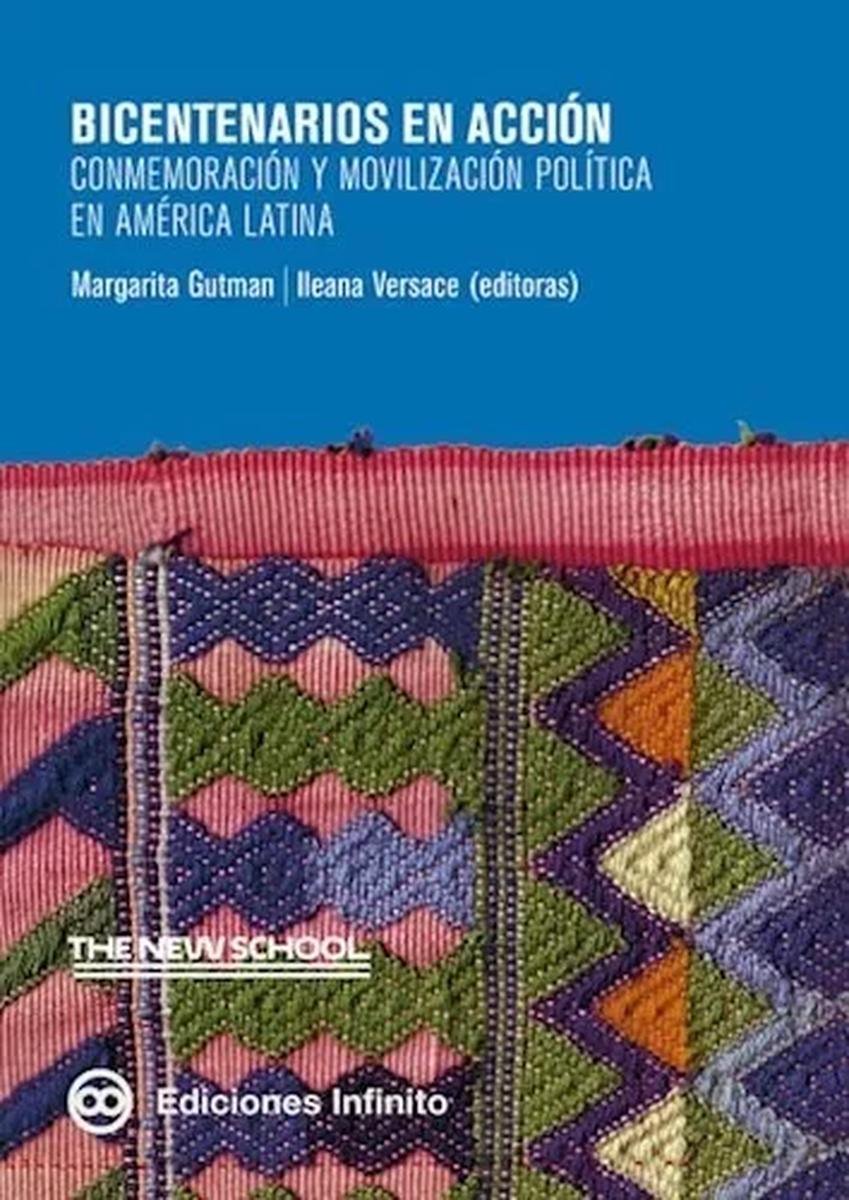 BICENTENARIOS EN ACCIÓN
CONMEMORACIÓN Y MOVILIZACIÓN POLÍTICA
EN AMÉRICA LATINA
Margarita Gutman | Ileana Versace (editoras)
THE NEW SCHOOL
Ediciones Infinito